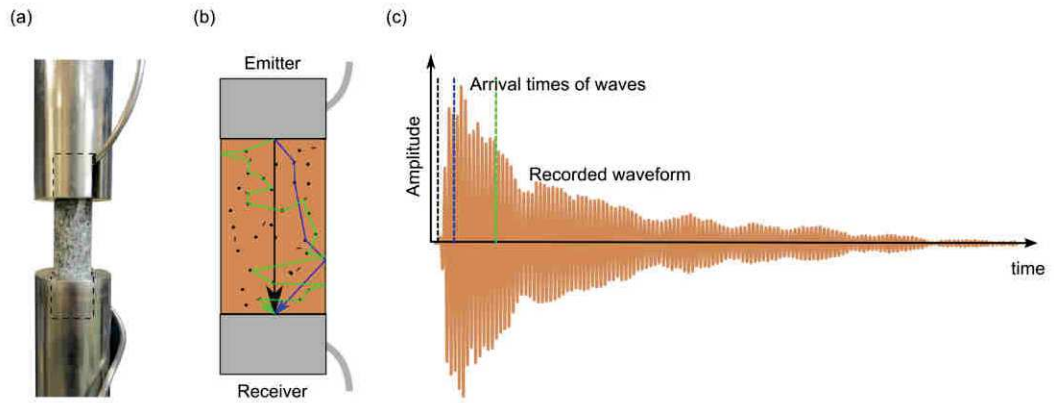 (a)
(b)
(c)
Emitter
Receiver
Arrival times of waves
Recorded waveform
Amplitude
time